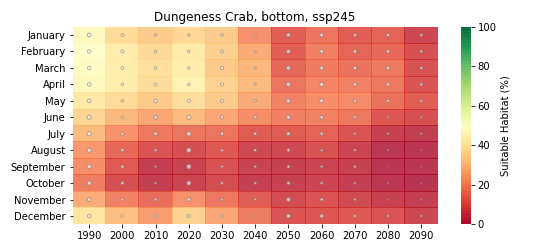 Dungeness Crab, bottom, ssp245
January
February
March
April
May
June
July
August
September
October
November
December
1990 2000 2010 2020 2030 2040 2050 2060 2070 2080 2090
100
80
60
40
20
0
Suitable Habitat (%)